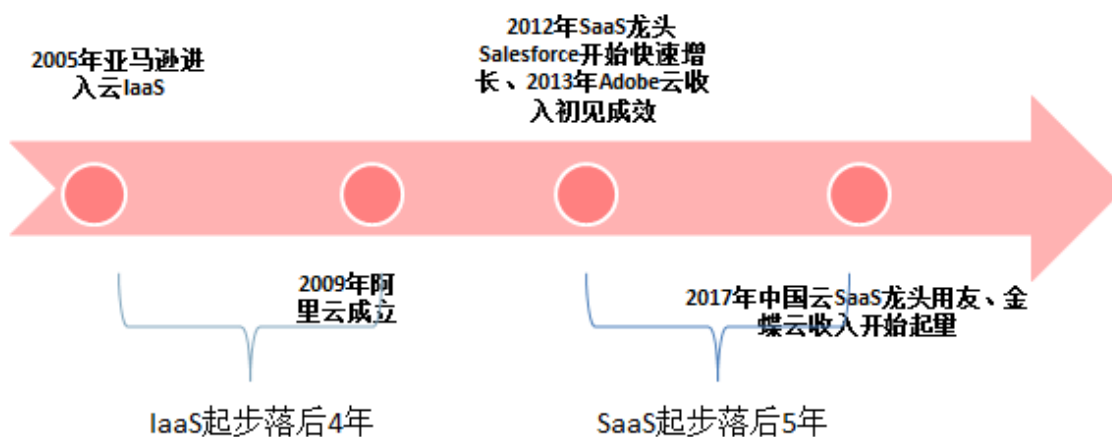 2005年亚马逊进
入云IaaS
2012年SaaS龙头
Salesforce开始快速增
长、2013年Adobe云收
入初见成效
2009年阿
里云成立
2017年中国云SaaS龙头用友、金
蝶云收入开始起量
IaaS起步落后4年
SaaS起步落后5年